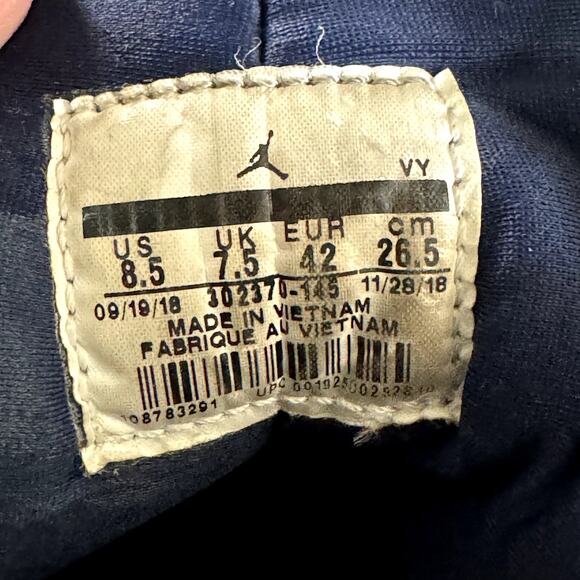 VY
US UK EUR cm
8.5 7.5 42 26.5
09/19/18 302370-145 11/28/18
MADE IN VIETNAM
FABRIQUE AU VIETNAM
08783291 UPC